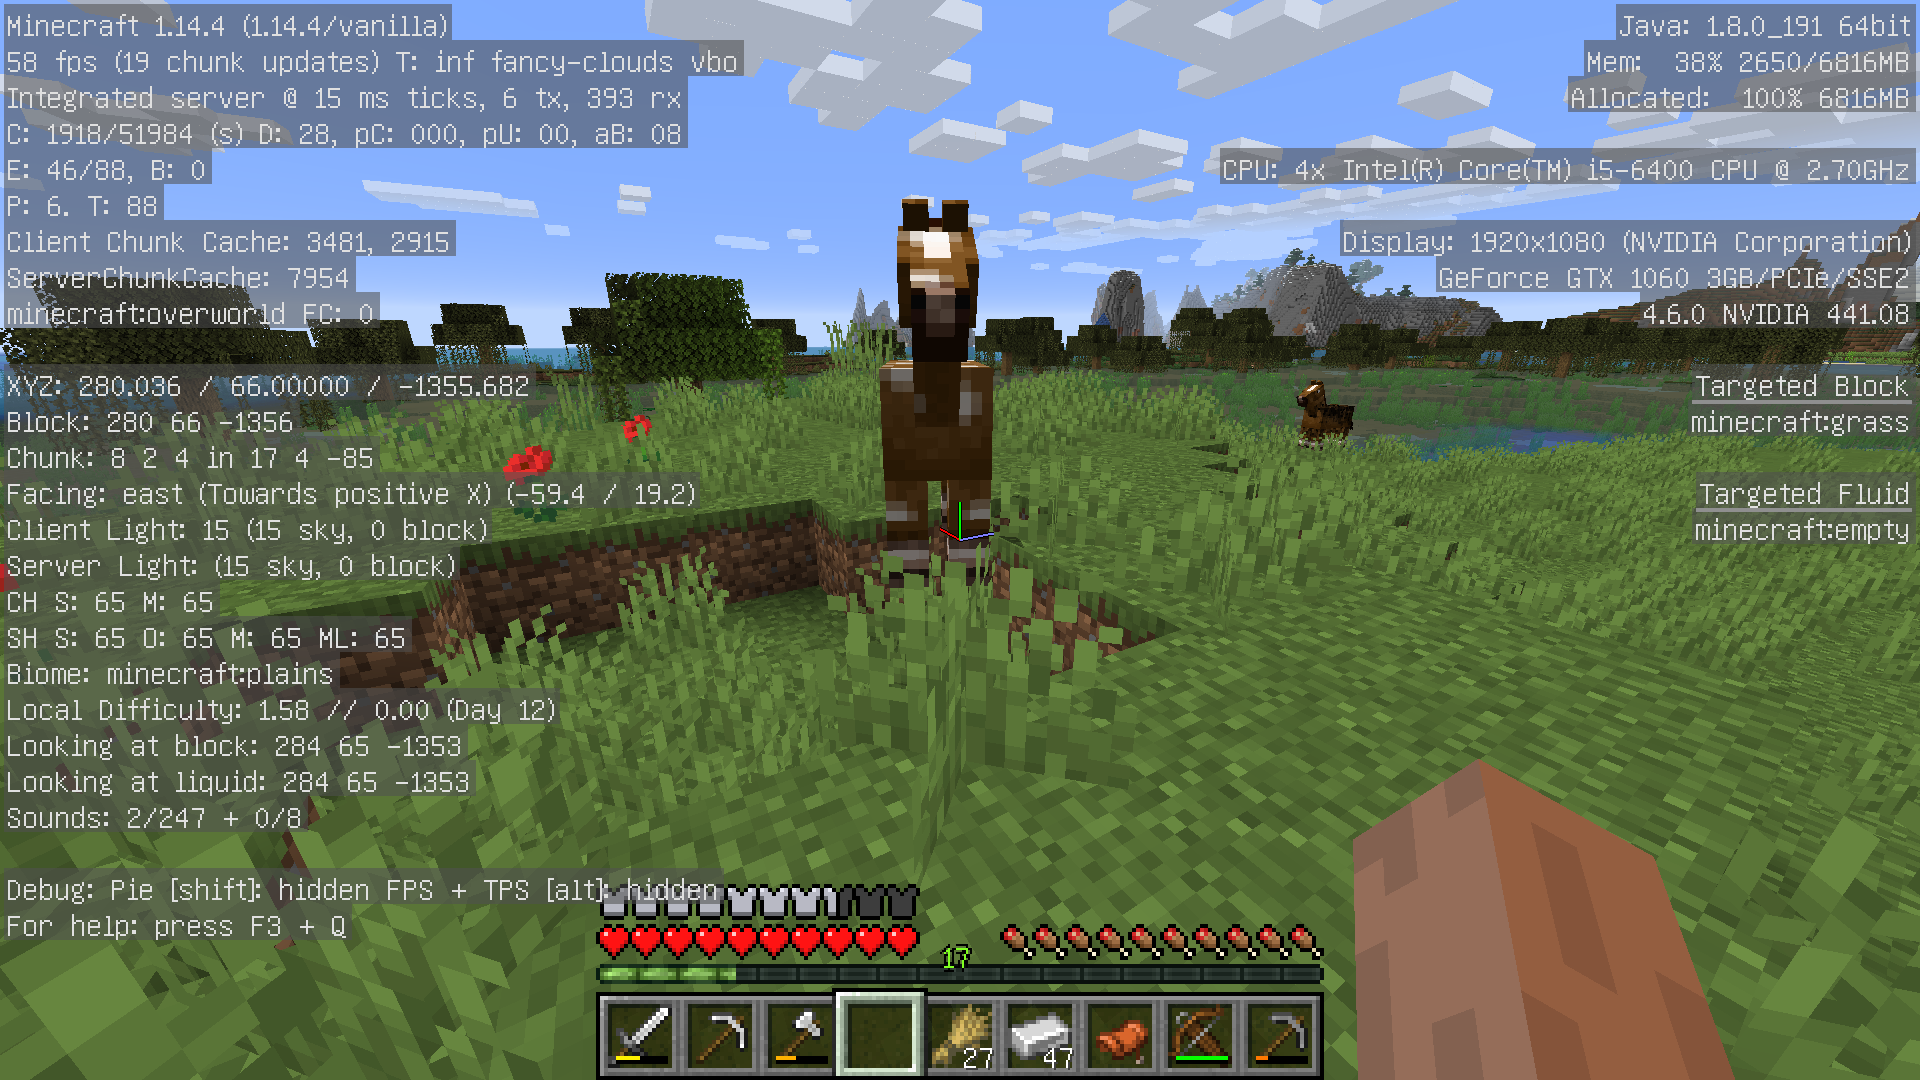 Minecraft 1.14.4 (1.14.4/vanilla)
58 fps (19 chunk updates) T: inf fancy-clouds vbo
Integrated server @ 15 ms ticks, 6 tx, 393 rx
C: 1918/51984 (s) D: 28, pC: 000, pU: 00, aB: 08
E: 46/88, B: 0
P: 6. T: 88
Client Chunk Cache: 3481, 2915
ServerChunkCache: 7954
minecraft:overworld FC: 0
XYZ: 280.036 / 66.00000 / -1355.682
Block: 280 66 -1356
Chunk: 8 2 4 in 17 4 -85
Facing: east (Towards positive X) (-59.4 / 19.2)
Client Light: 15 (15 sky, 0 block)
Server Light: (15 sky, 0 block)
CH S: 65 M: 65
SH S: 65 O: 65 M: 65 ML: 65
Biome: minecraft:plains
Local Difficulty: 1.58 // 0.00 (Day 12)
Looking at block: 284 65 -1353
Looking at liquid: 284 65 -1353
Sounds: 2/247 + 0/8
Debug: Pie [shift]: hidden FPS + TPS [alt]: hidden
For help: press F3 + Q
Java: 1.8.0_191 64bit
Mem: 38% 2650/6816MB
Allocated: 100% 6816MB
CPU: 4x Intel(R) Core(TM) i5-6400 CPU @ 2.70GHz
Display: 1920x1080 (NVIDIA Corporation)
GeForce GTX 1060 3GB/PCIe/SSE2
4.6.0 NVIDIA 441.08
Targeted Block
minecraft:grass
Targeted Fluid
minecraft:empty
17
27
47